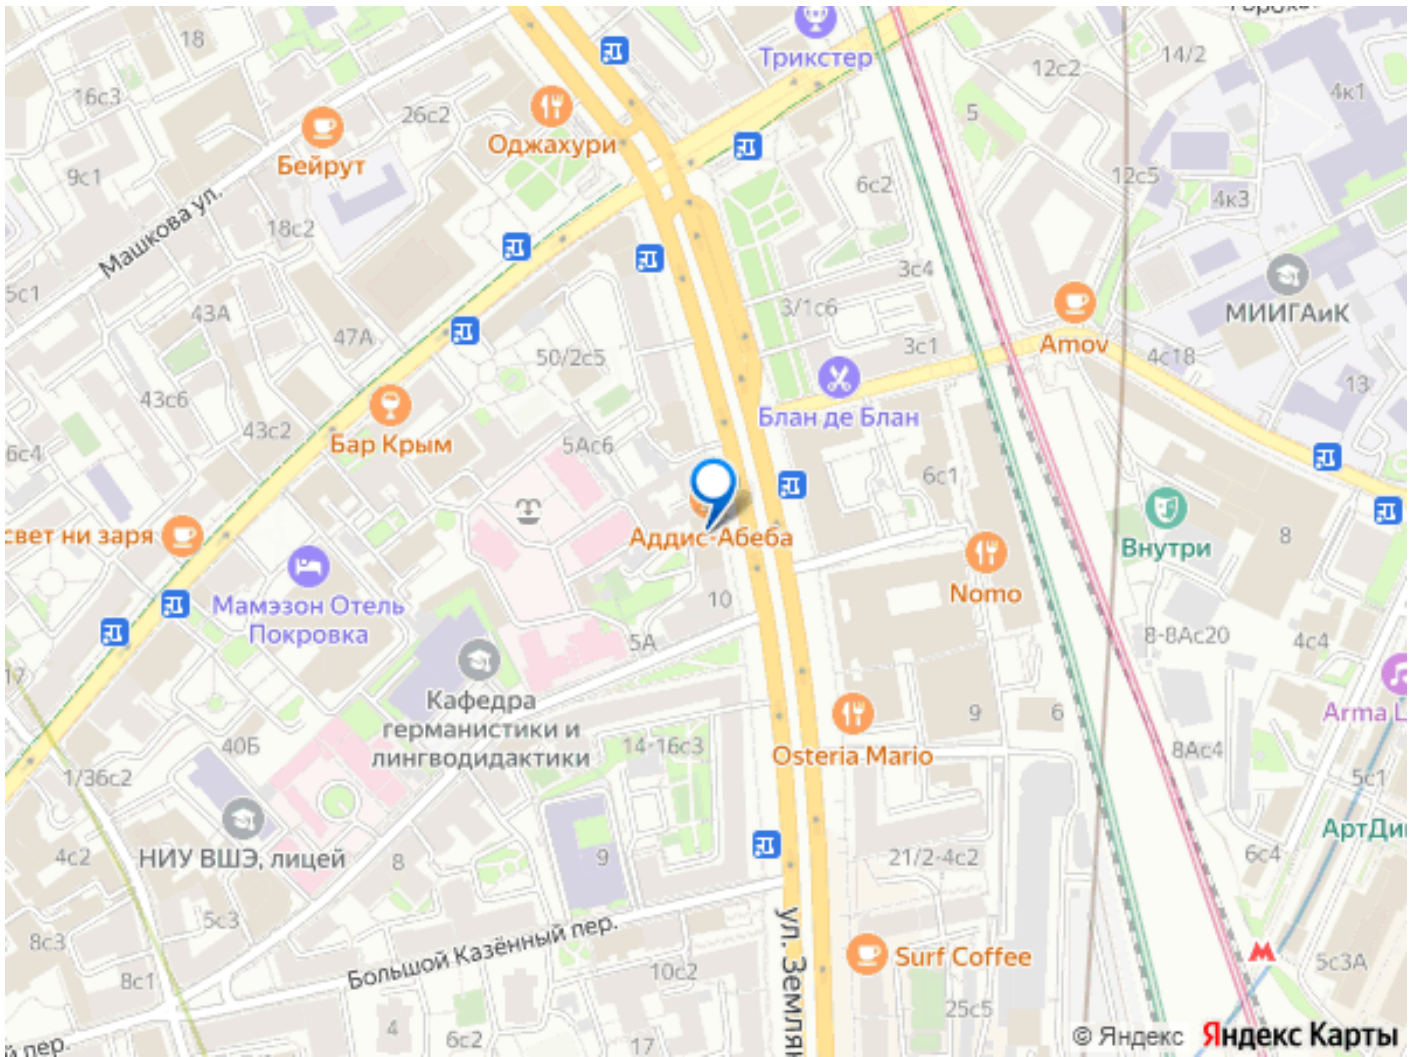 Трикстер
14/2
12с2
18
16с3
26с2
Оджахури
Бейрут
5
4к1
9с1
6с2
12с5
4к3
Машкова ул.
18с2
3с4
МИИГАиК
5с1
43А
3/1с6
47А
50/2с5
3с1
Amov
4с18
13
43с6
Блан де Блан
43с2
Бар Крым
5Ас6
6с4
6с1
свет ни заря
Аддис-Абеба
Внутри
8
Nomo
Мамэзон Отель
Покровка
10
5А
8-8Ас20
4с4
17
Кафедра
германистики и
лингводидактики
9
6
Arma L
40Б
14-16с3
Osteria Mario
8Ас4
1/36с2
5с1
АртДи
НИУ ВШЭ, лицей
4с2
8
9
21/2-4с2
6с4
5с3
8с3
Большой Казённый пер.
ул. Землян
Surf Coffee
8с1
10с2
5с3А
25с5
4
6с2
17
й пер.
© Яндекс
Яндекс Карты